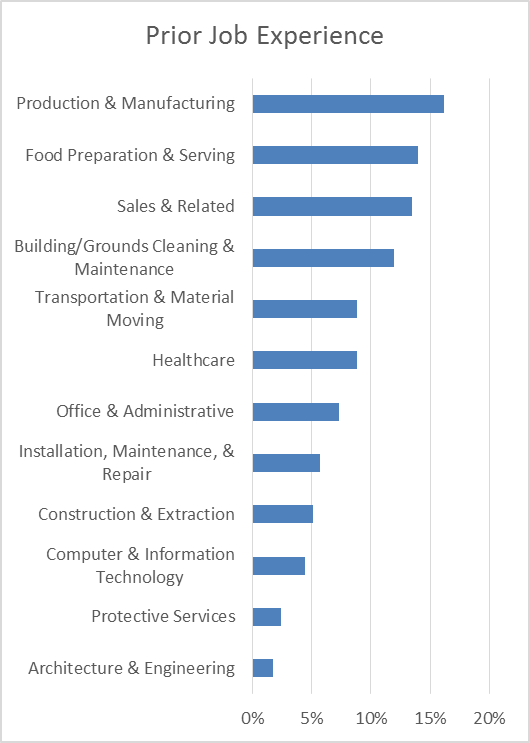 Prior Job Experience
Production & Manufacturing
Food Preparation & Serving
Sales & Related
Building/Grounds Cleaning &
Maintenance
Transportation & Material
Moving
Healthcare
Office & Administrative
Installation, Maintenance, &
Repair
Construction & Extraction
Computer & Information
Technology
Protective Services
Architecture & Engineering
0% 5% 10% 15% 20%